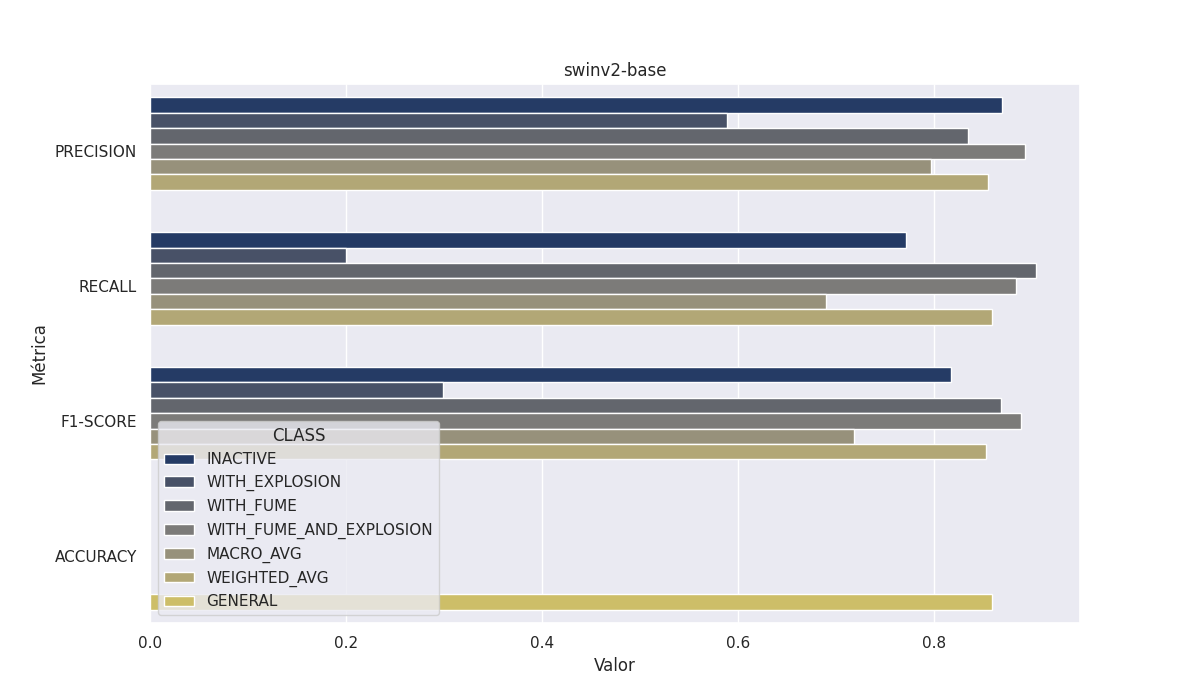 swinv2-base
PRECISION
RECALL
F1-SCORE
ACCURACY
Métrica
CLASS
INACTIVE
WITH_EXPLOSION
WITH_FUME
WITH_FUME_AND_EXPLOSION
MACRO_AVG
WEIGHTED_AVG
GENERAL
0.0 0.2 0.4 0.6 0.8
Valor